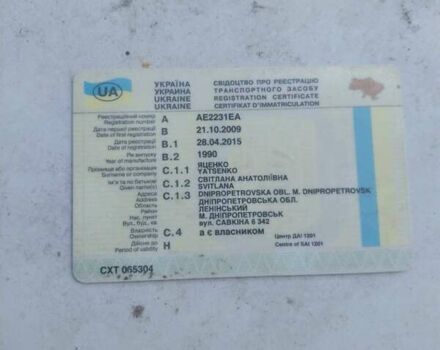 UA
УКРАЇНА
УКРАИНА
UKRAINE
UKRAINE
СВІДОЦТВО ПРО РЕЄСТРАЦІЮ
ТРАНСПОРТНОГО ЗАСОБУ
REGISTRATION CERTIFICATE
CERTIFICAT D'IMMATRICULATION
Реєстраційний номер
Registration number A AE2231EA
Дата першої реєстрації
Date of first registration B 21.10.2009
Дата реєстрації
Date of registration B.1 28.04.2015
Рік випуску
Year of manufacture B.2 1990
Прізвище або організація
Surname or company C.1.1 ЯЦЕНКО
YATSENKO
Ім'я та по батькові
Given name(s) C.1.2 СВІТЛАНА АНАТОЛІЇВНА
SVITLANA
Адреса
Address C.1.3 DNIPROPETROVSKA OBL. M. DNIPROPETROVSK
Область ДНІПРОПЕТРОВСЬКА ОБЛ.
Район ЛЕНІНСЬКИЙ
Нас. пункт М. ДНІПРОПЕТРОВСЬК
Вул., буд., кв. вул. САВКІНА 6 342
Власність
Ownership C.4 а є власником
Центр ДАІ 1201
Дійсне до
Period of validity H
Centre of SAI 1201
СХТ 065304